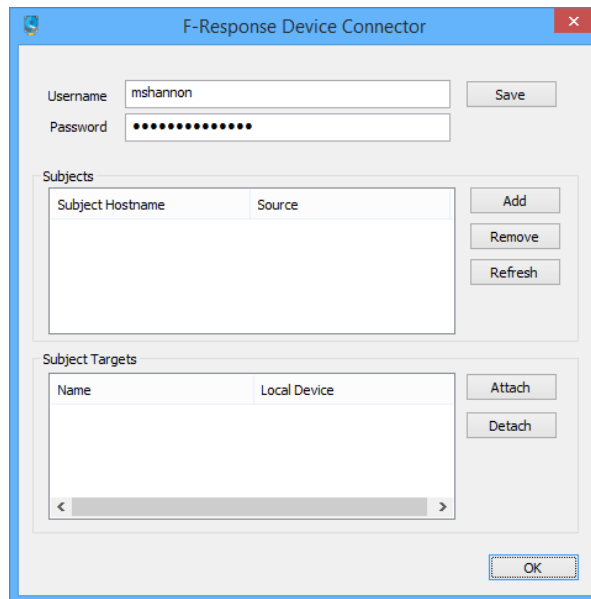 F-Response Device Connector
Username mshannon Save
Password ••••••••••••••
Subjects
Subject Hostname Source Add
Remove
Refresh
Subject Targets
Name Local Device Attach
Detach
OK